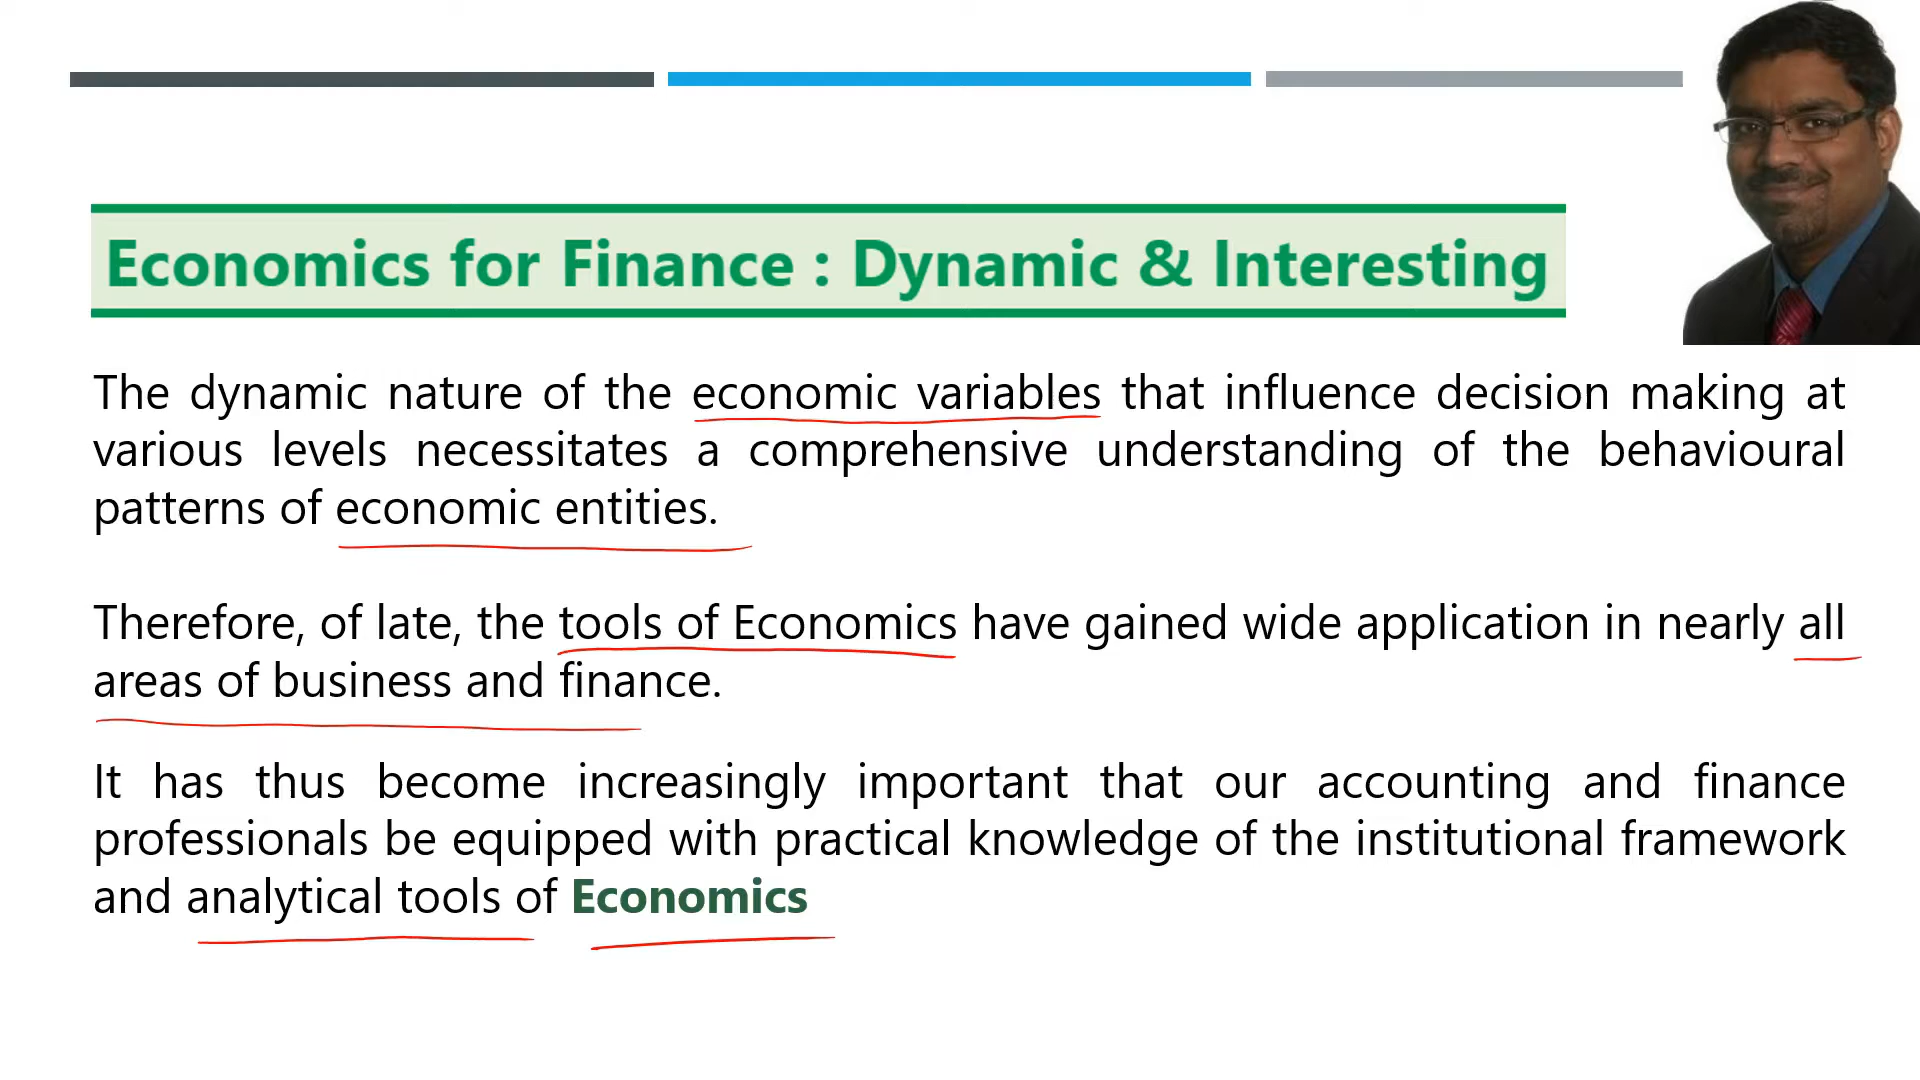 Economics for Finance : Dynamic & Interesting
The dynamic nature of the economic variables that influence decision making at
various levels necessitates a comprehensive understanding of the behavioural
patterns of economic entities.
Therefore, of late, the tools of Economics have gained wide application in nearly all
areas of business and finance.
It has thus become increasingly important that our accounting and finance
professionals be equipped with practical knowledge of the institutional framework
and analytical tools of Economics